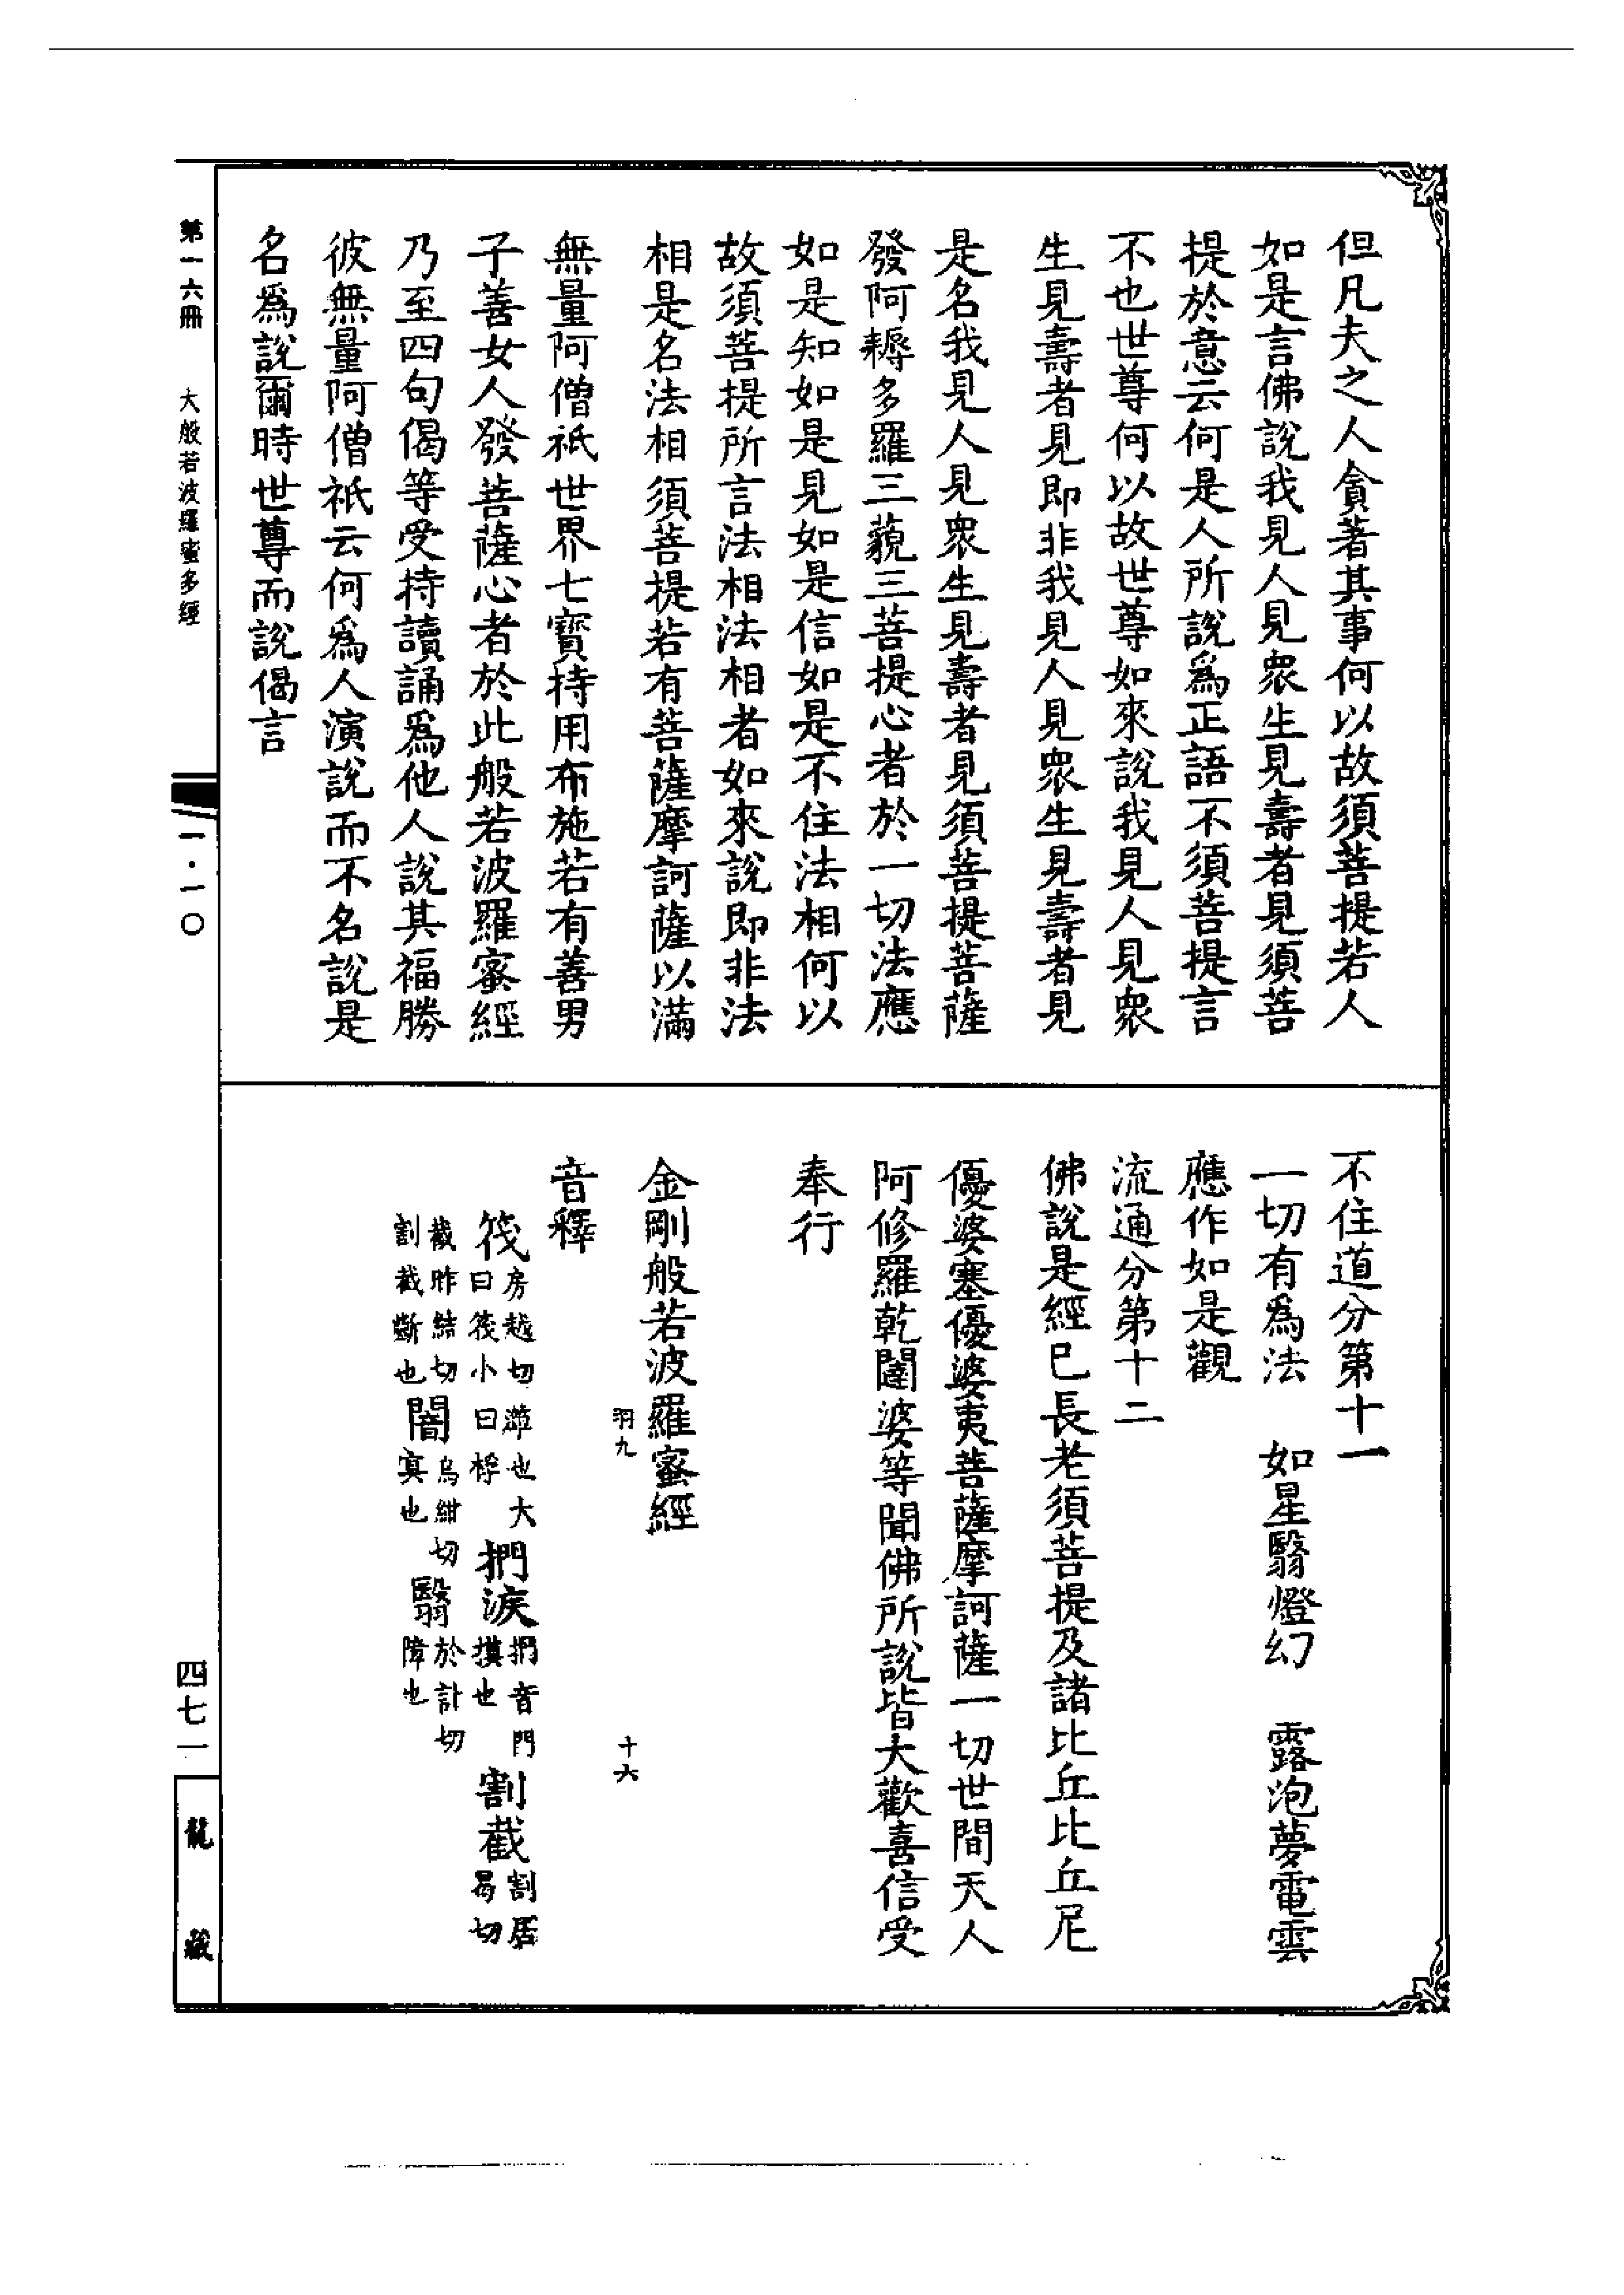 但凡夫之人貪著其事何以故須菩提若人
如是言佛說我見人見眾生見壽者見須菩
提於意云何是人所說爲正語不須菩提言
不也世尊何以故世尊如來說我見人見眾
生見壽者見即非我見人見眾生見壽者見
是名我見人見眾生見壽者見須菩提菩薩
發阿耨多羅三藐三菩提心者於一切法應
如是知如是見如是信如是不住法相何以
故須菩提所言法相法相者如來說即非法
相是名法相須菩提若有菩薩摩訶薩以滿
無量阿僧祇世界七寶持用布施若有善男
子善女人發菩薩心者於此般若波羅蜜經
乃至四句偈等受持讀誦爲他人說其福勝
彼無量阿僧祇云何爲人演說而不名說是
名爲說爾時世尊而說偈言
不住道分第十一
一切有爲法　如星翳燈幻　露泡夢電雲
應作如是觀
流通分第十二
佛說是經已長老須菩提及諸比丘比丘尼
優婆塞優婆夷菩薩摩訶薩一切世間天人
阿修羅乾闥婆等聞佛所說皆大歡喜信受
奉行
金剛般若波羅蜜經
羽九　十六
音釋
筏房越切簰也大曰筏小曰桴　捫淚捫音門摸也　割截割居曷切
截昨結切割截斷也　闇烏紺切冥也　翳於計切障也
第一六冊　大般若波羅蜜多經
一·一〇
四七一
龍藏